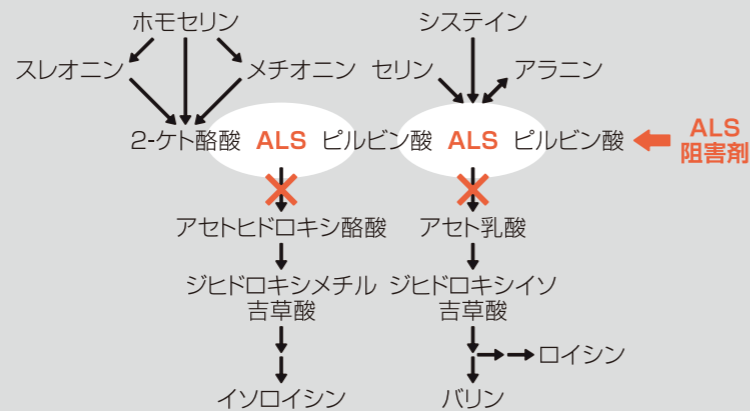 ホモセリン
システイン
スレオニン
メチオニン
セリン
アラニン
2-ケト酪酸 ALS ピルビン酸 ALS ピルビン酸
ALS
阻害剤
アセトヒドロキシ酪酸
アセト乳酸
ジヒドロキシメチル
吉草酸
ジヒドロキシイソ
吉草酸
ロイシン
イソロイシン
バリン